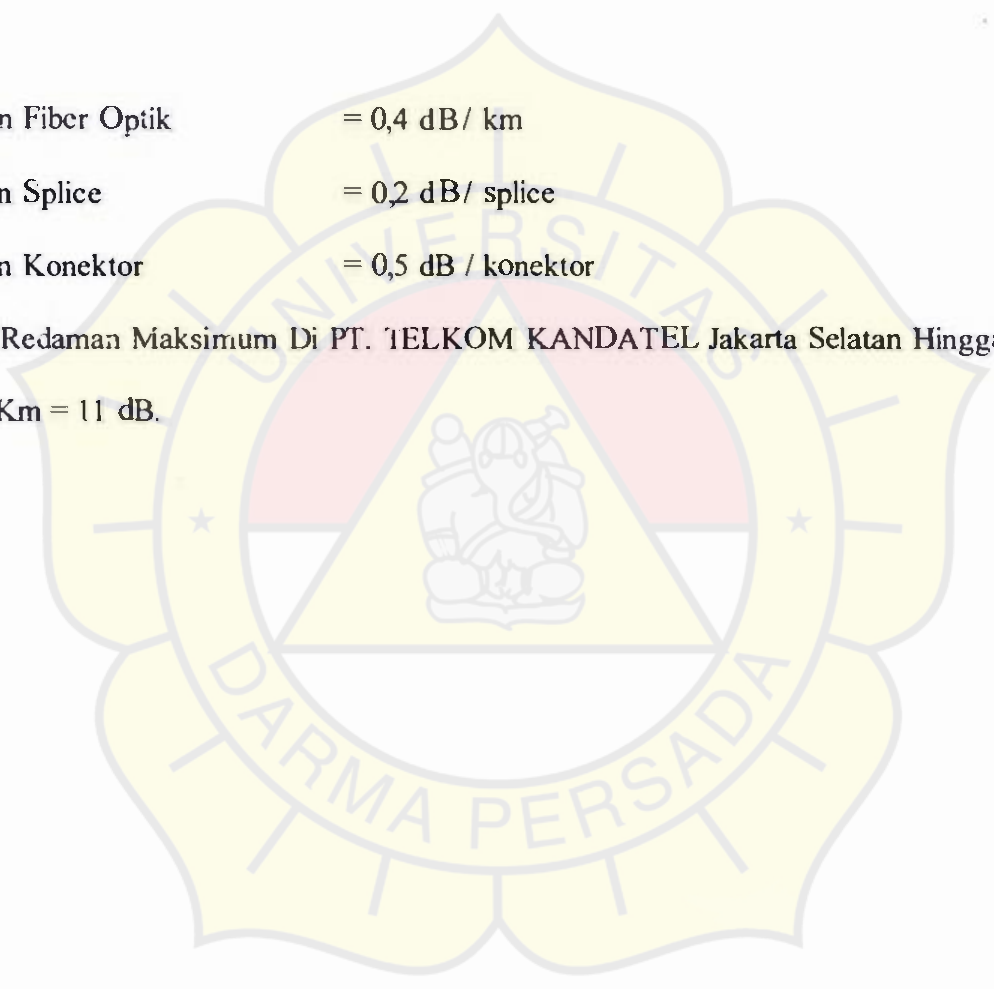 n Fiber Optik = 0,4 dB/ km
n Splice = 0,2 dB/ splice
n Konektor = 0,5 dB / konektor
Redaman Maksimum Di PT. TELKOM KANDATEL Jakarta Selatan Hingga
Km = 11 dB.
UNIVERSITAS
DARMA PERSADA